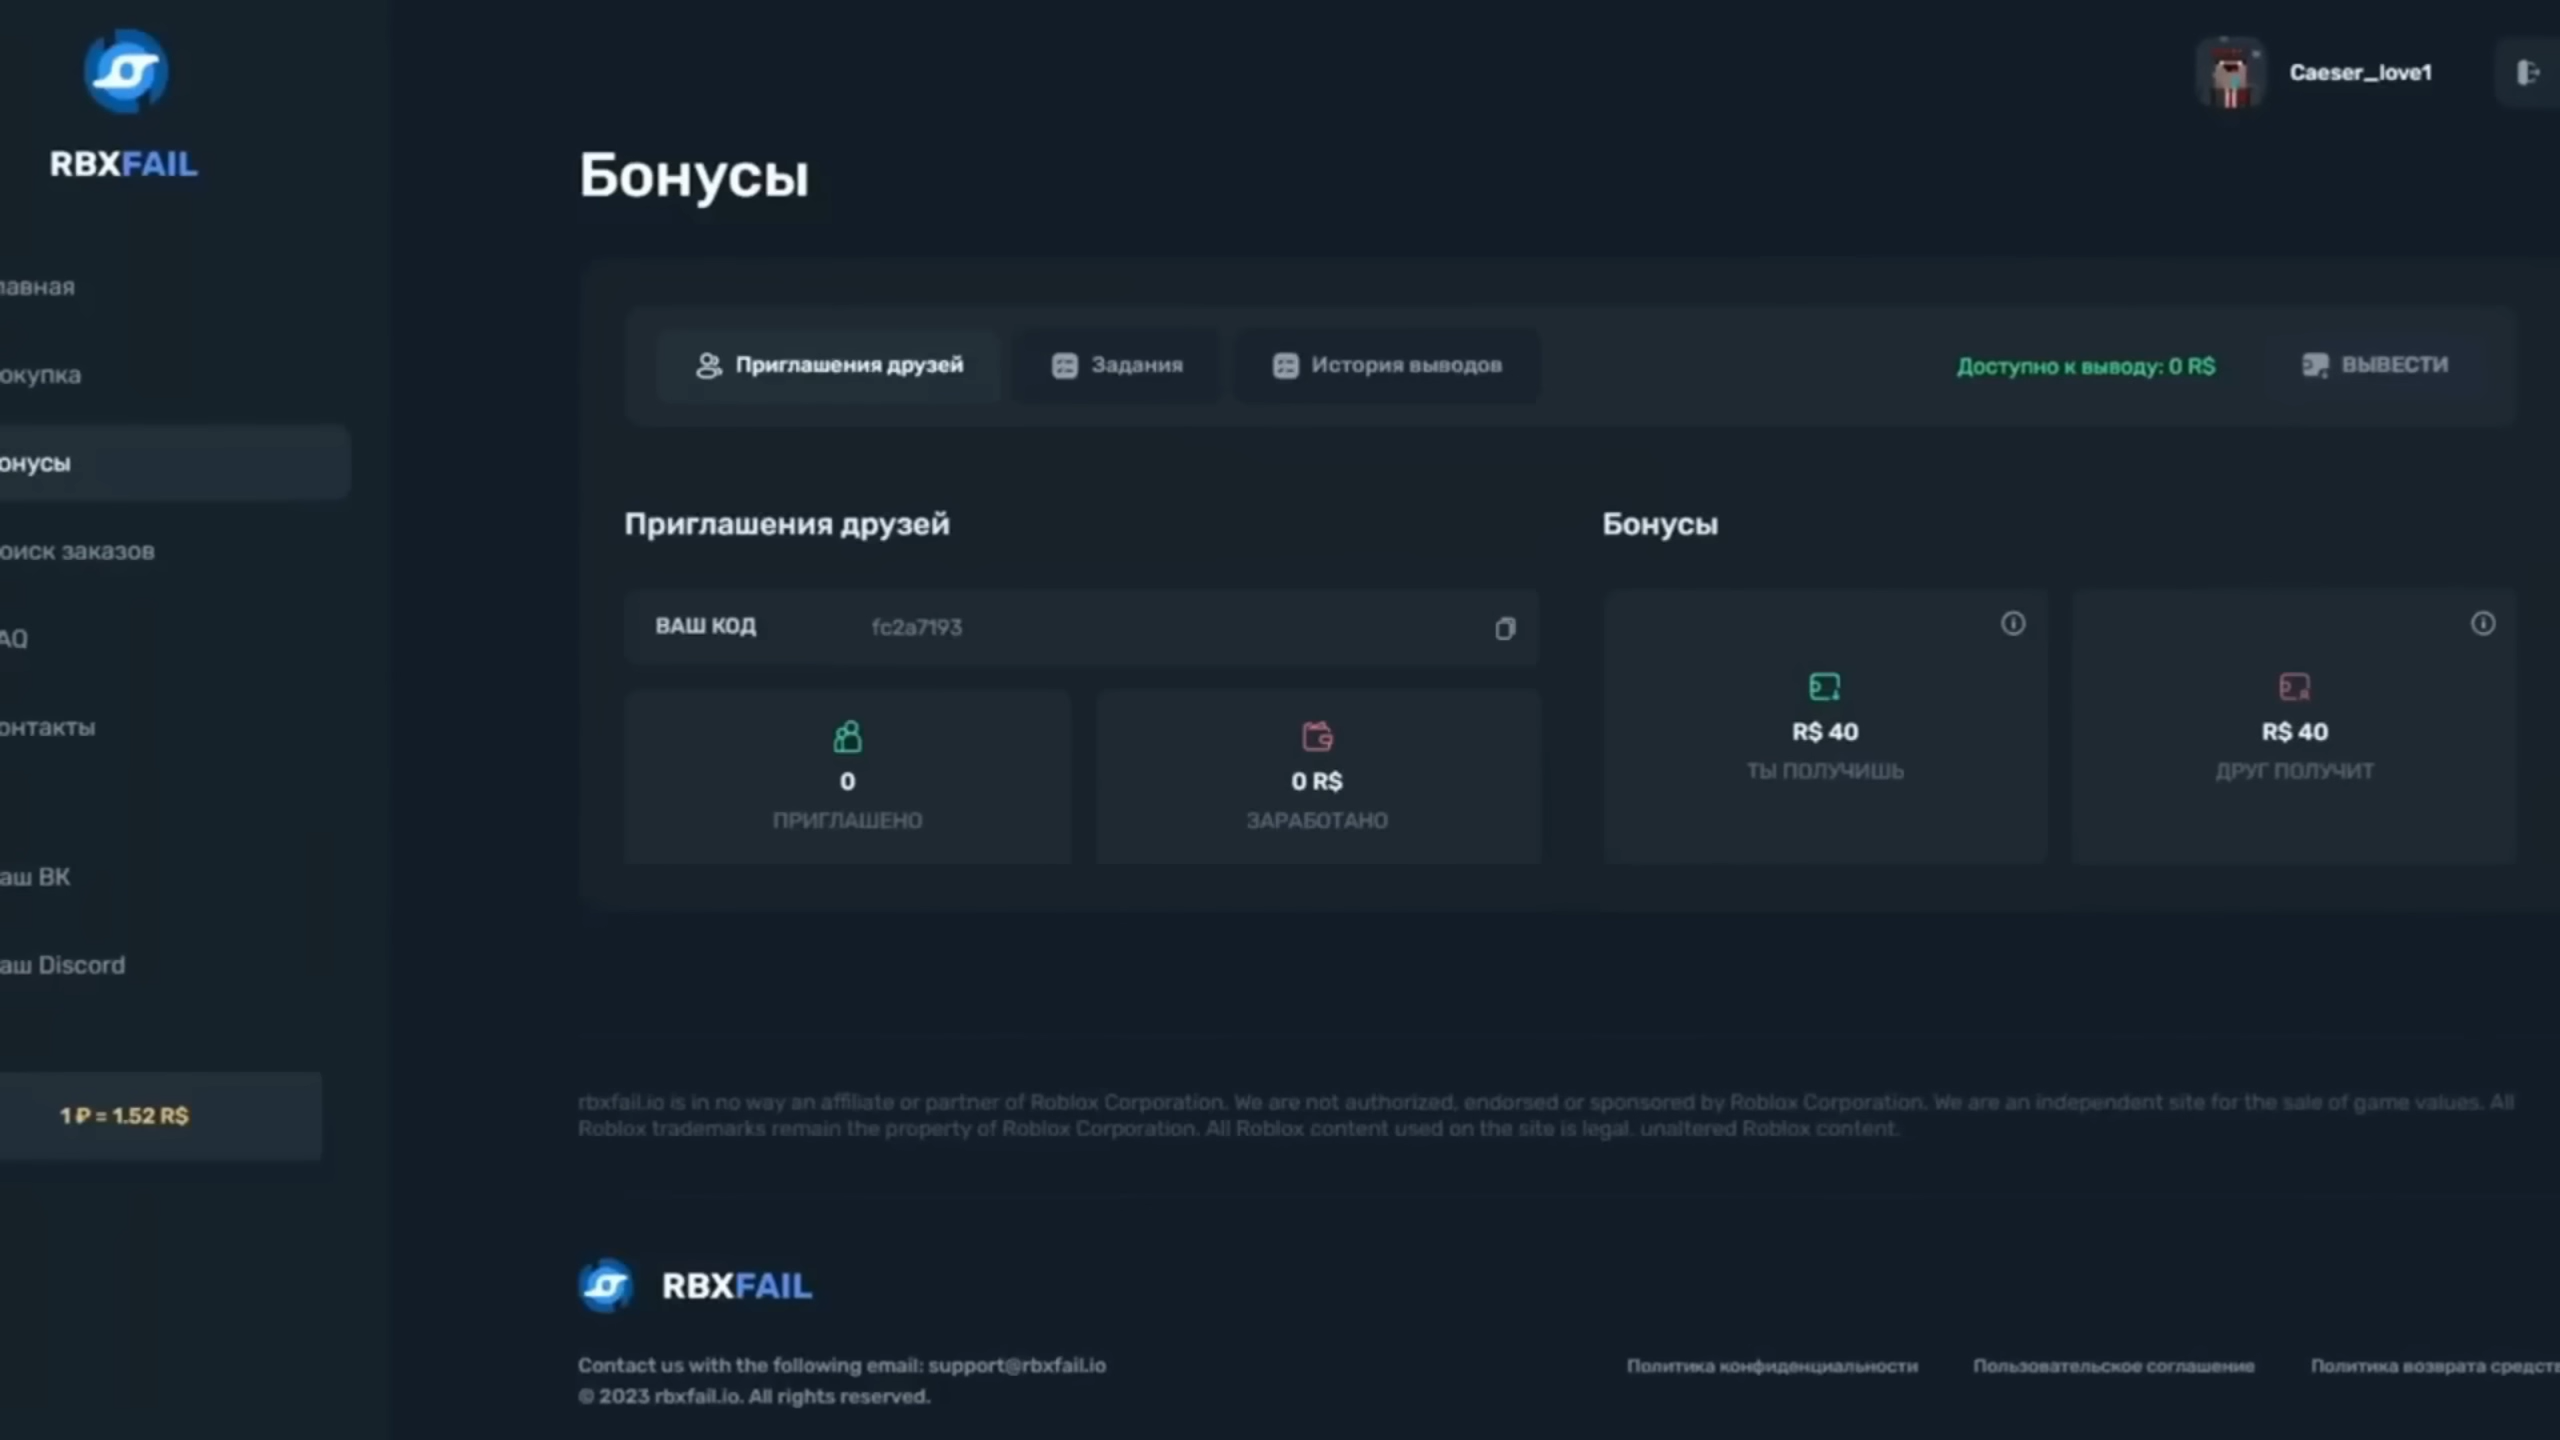 RBXFAIL
Caeser_love1
Бонусы
лавная
окупка
онусы
оиск заказов
AQ
онтакты
аш ВК
аш Discord
1 ₽ = 1.52 R$
Приглашения друзей
Задания
История выводов
Доступно к выводу: 0 R$
ВЫВЕСТИ
Приглашения друзей
ВАШ КОД
fc2a7193
0
ПРИГЛАШЕНО
0 R$
ЗАРАБОТАНО
Бонусы
R$ 40
ТЫ ПОЛУЧИШЬ
R$ 40
ДРУГ ПОЛУЧИТ
rbxfail.io is in no way an affiliate or partner of Roblox Corporation. We are not authorized, endorsed or sponsored by Roblox Corporation. We are an independent site for the sale of game values. All
Roblox trademarks remain the property of Roblox Corporation. All Roblox content used on the site is legal. unaltered Roblox content.
RBXFAIL
Contact us with the following email: support@rbxfail.io
© 2023 rbxfail.io. All rights reserved.
Политика конфиденциальности
Пользовательское соглашение
Политика возврата средств